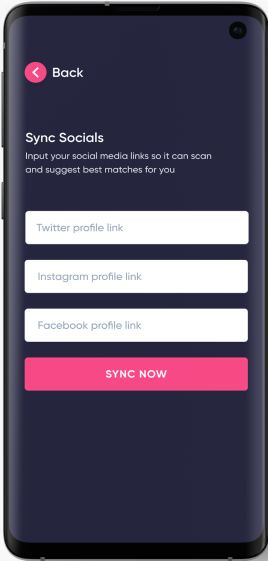 Back
Sync Socials
Input your social media links so it can scan
and suggest best matches for you
Twitter profile link
Instagram profile link
Facebook profile link
SYNC NOW